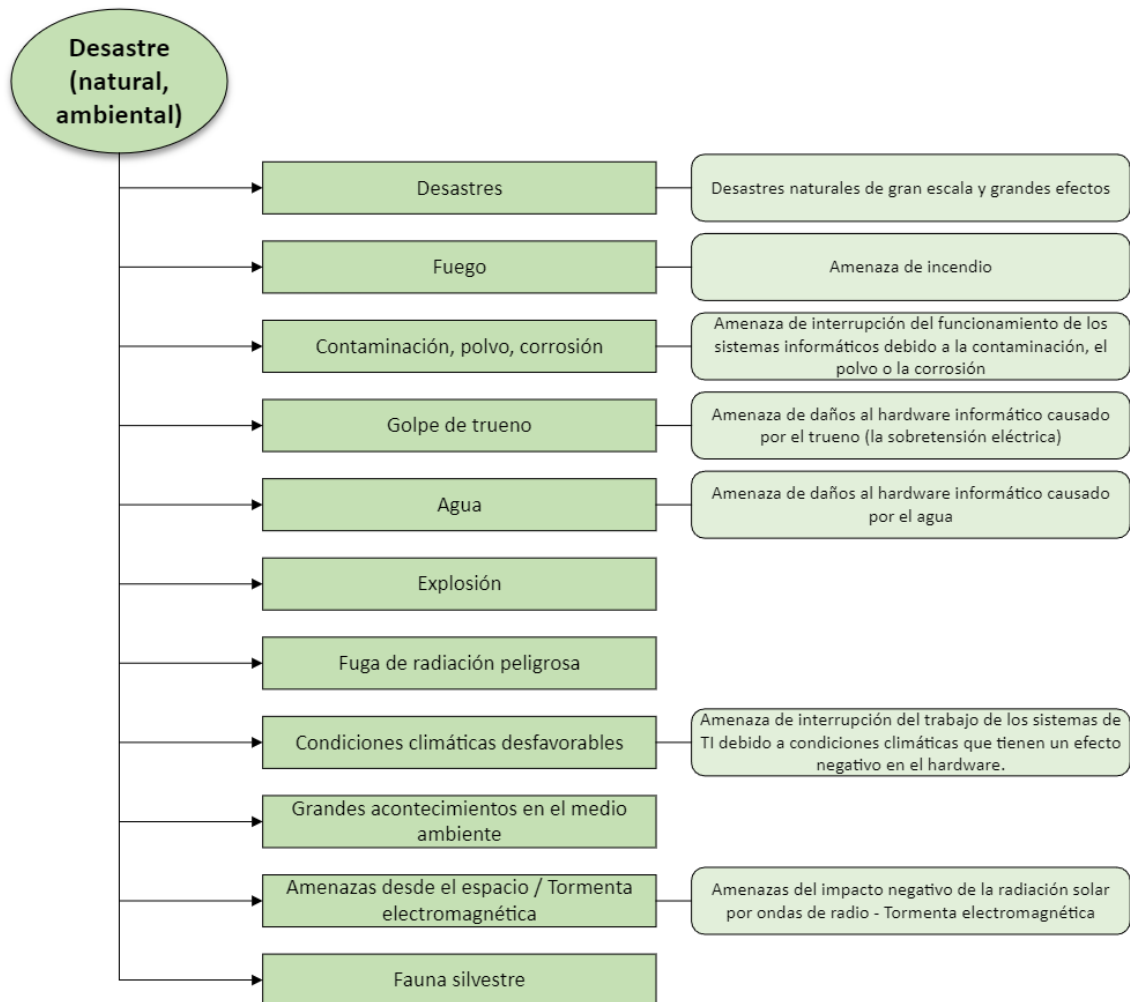 Desastre
(natural,
ambiental)
Desastres
Desastres naturales de gran escala y grandes efectos
Fuego
Amenaza de incendio
Contaminación, polvo, corrosión
Amenaza de interrupción del funcionamiento de los
sistemas informáticos debido a la contaminación, el
polvo o la corrosión
Golpe de trueno
Amenaza de daños al hardware informático causado
por el trueno (la sobretensión eléctrica)
Agua
Amenaza de daños al hardware informático causado
por el agua
Explosión
Fuga de radiación peligrosa
Condiciones climáticas desfavorables
Amenaza de interrupción del trabajo de los sistemas de
TI debido a condiciones climáticas que tienen un efecto
negativo en el hardware.
Grandes acontecimientos en el medio
ambiente
Amenazas desde el espacio / Tormenta
electromagnética
Amenazas del impacto negativo de la radiación solar
por ondas de radio - Tormenta electromagnética
Fauna silvestre